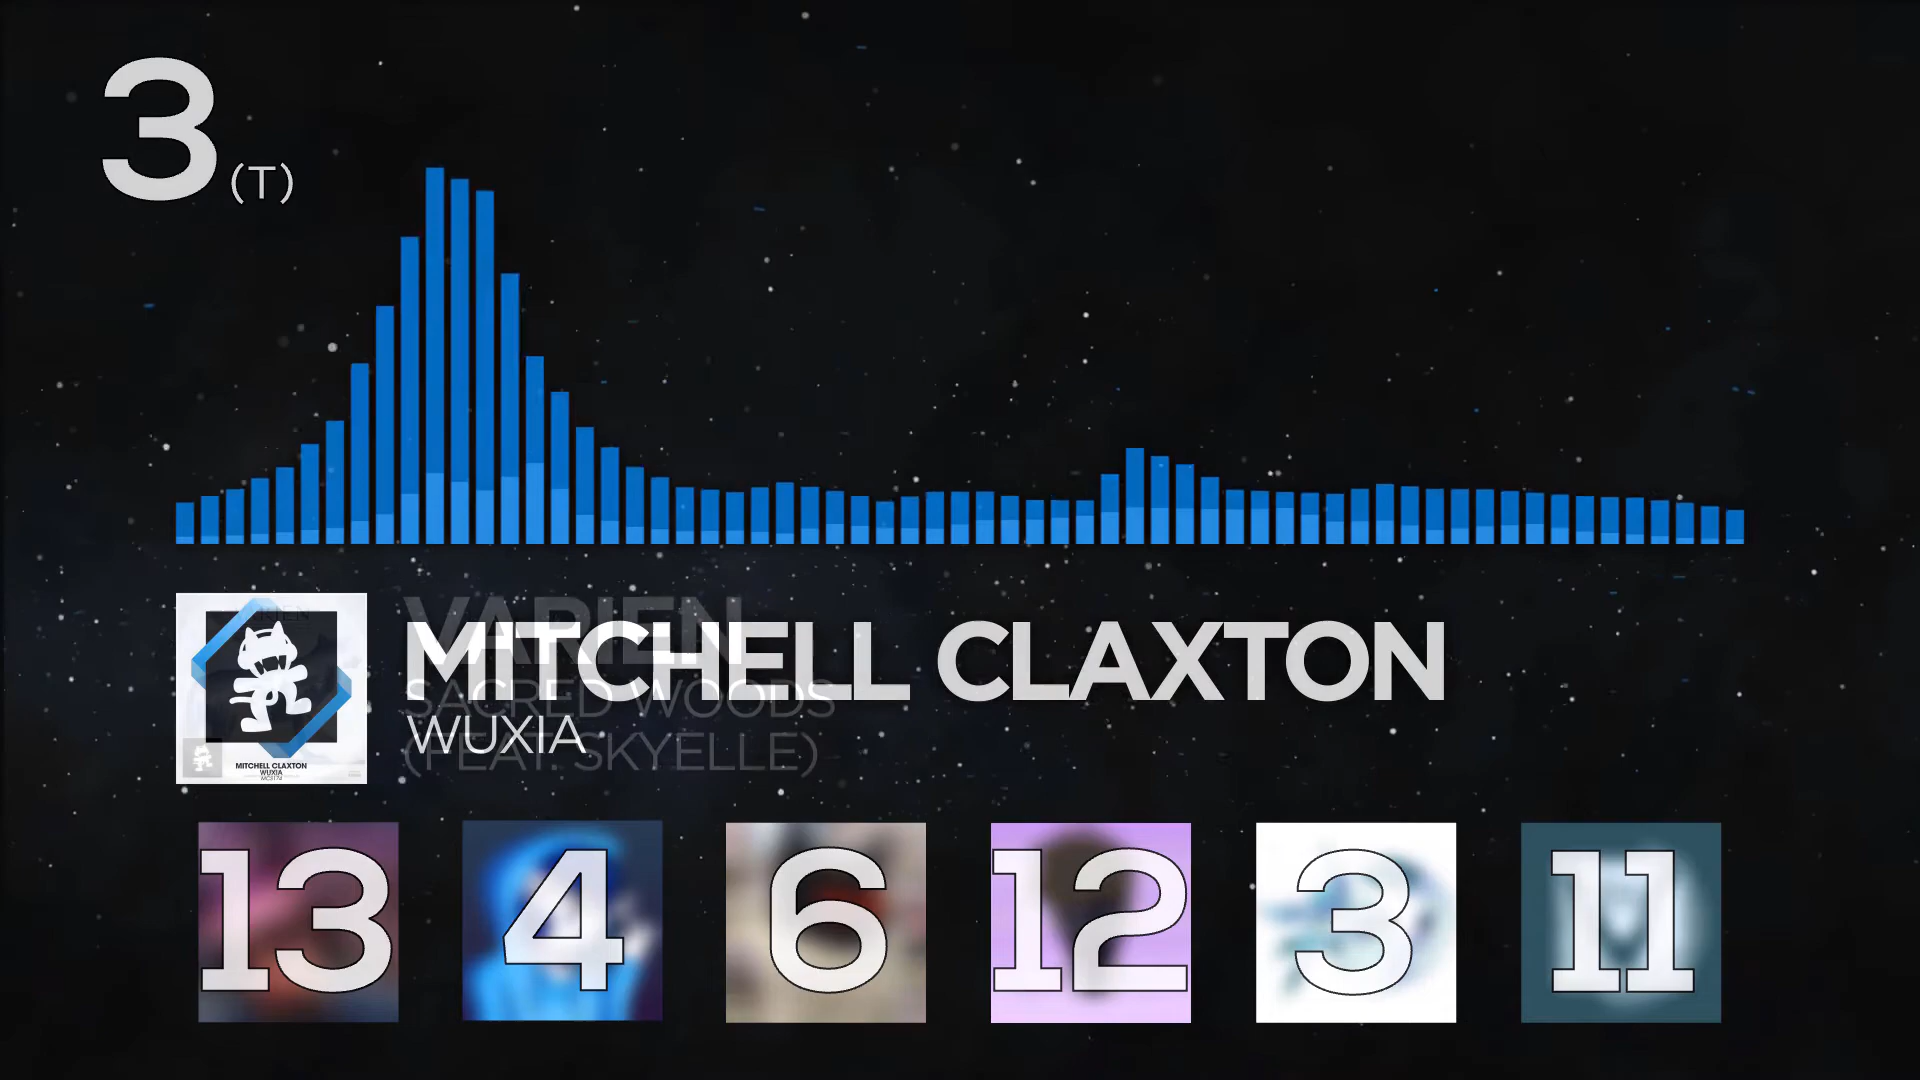 3 (T)
VARIEN
MITCHELL CLAXTON
SACRED WOODS
WUXIA
(FEAT. SKYELLE)
MITCHELL CLAXTON
WUXIA
13 4 6 12 3 11